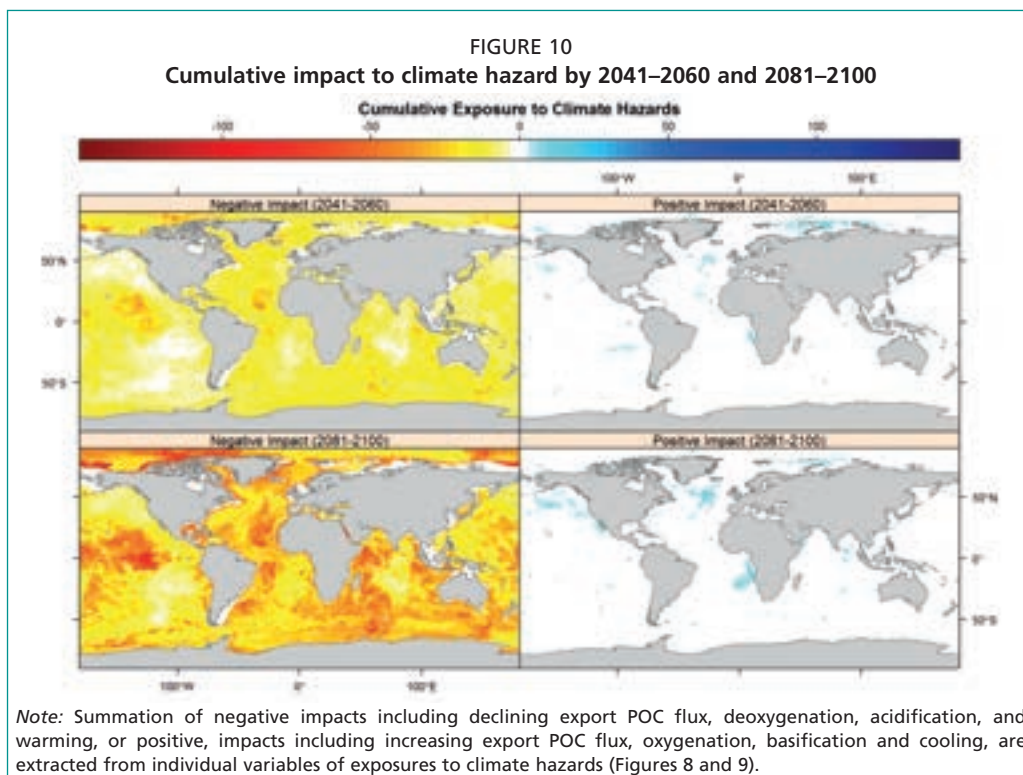 FIGURE 10
Cumulative impact to climate hazard by 2041–2060 and 2081–2100
Cumulative Exposure to Climate Hazards
-100 -50 0 50 100
100°W 0° 100°E
Negative Impact (2041-2060) Positive Impact (2041-2060)
50°N
0°
50°S
Negative Impact (2081-2100) Positive Impact (2081-2100)
50°N
0°
50°S
100°W 0° 100°E
Note: Summation of negative impacts including declining export POC flux, deoxygenation, acidification, and
warming, or positive, impacts including increasing export POC flux, oxygenation, basification and cooling, are
extracted from individual variables of exposures to climate hazards (Figures 8 and 9).